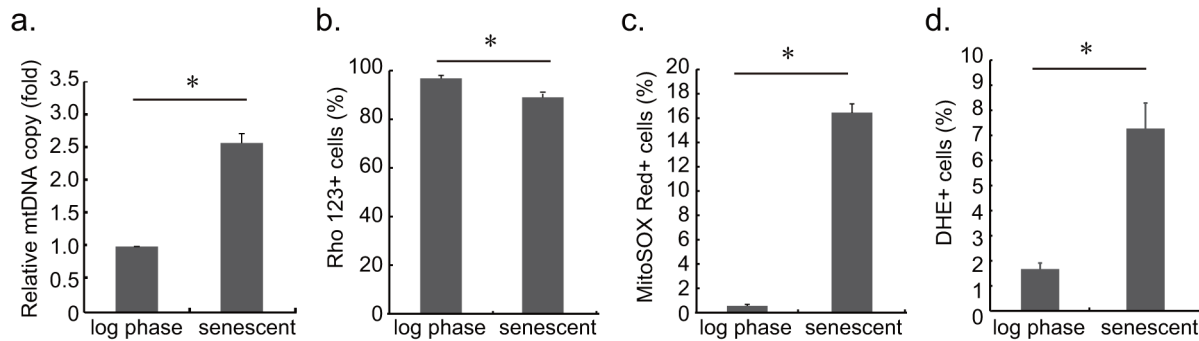 a.
Relative mtDNA copy (fold)
3.5
3.0
2.5
2.0
1.5
1.0
0.5
0
*
log phase
senescent
b.
Rho 123+ cells (%)
100
80
60
40
20
0
*
log phase
senescent
c.
MitoSOX Red+ cells (%)
20
18
16
14
12
10
8
6
4
2
0
*
log phase
senescent
d.
DHE+ cells (%)
10
9
8
7
6
5
4
3
2
1
0
*
log phase
senescent